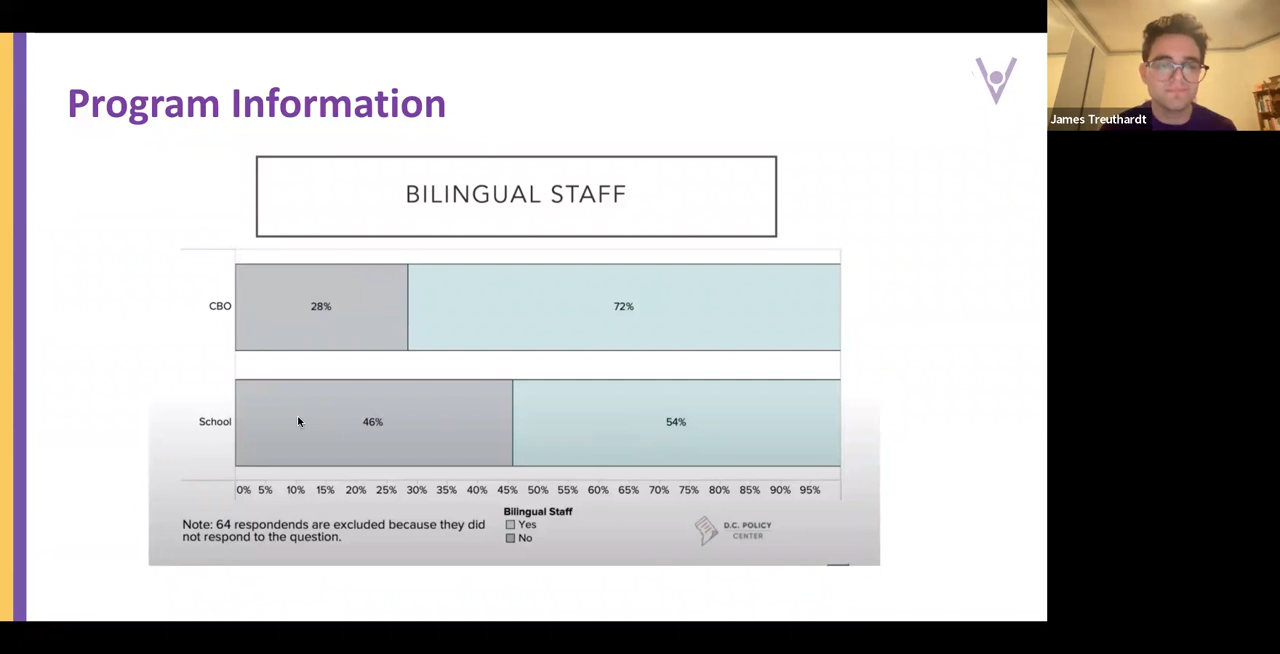 Program Information
James Treuthardt
BILINGUAL STAFF
CBO
28%
72%
School
46%
54%
0% 5% 10% 15% 20% 25% 30% 35% 40% 45% 50% 55% 60% 65% 70% 75% 80% 85% 90% 95%
Note: 64 respondends are excluded because they did
not respond to the question.
Bilingual Staff
Yes
No
D.C. POLICY
CENTER